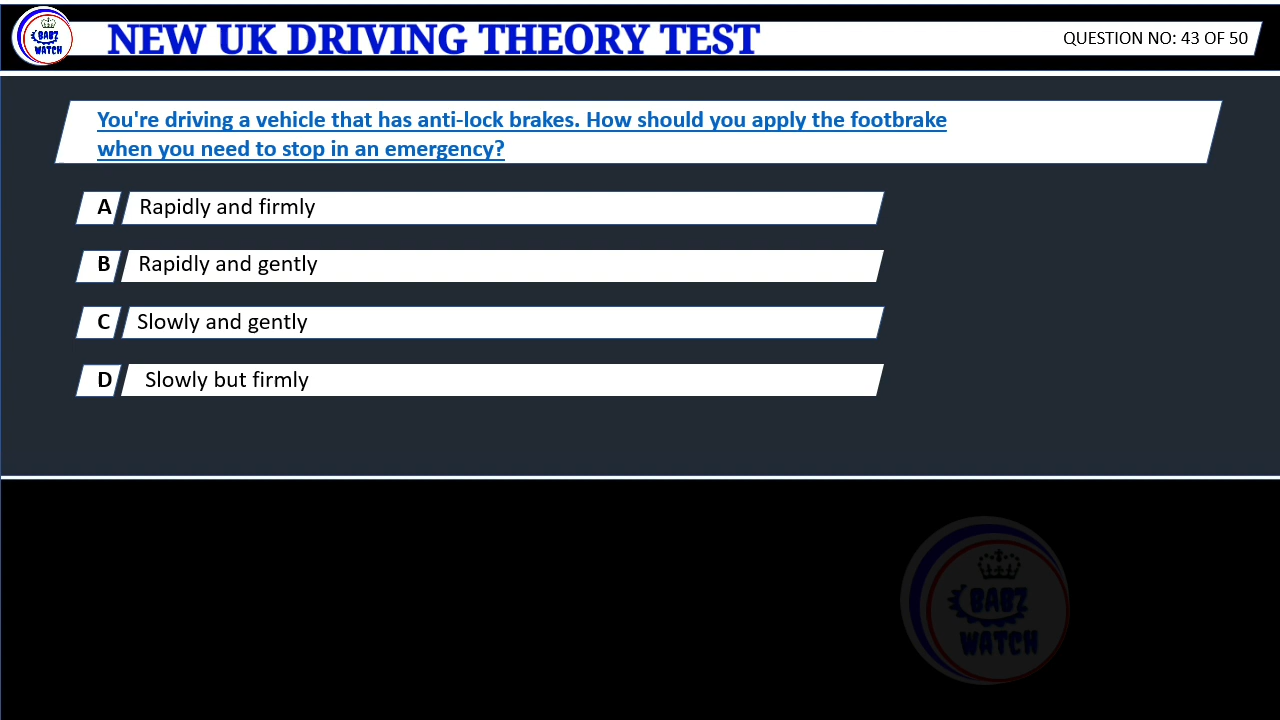 BABZ
WATCH
NEW UK DRIVING THEORY TEST
QUESTION NO: 43 OF 50
You're driving a vehicle that has anti-lock brakes. How should you apply the footbrake
when you need to stop in an emergency?
A Rapidly and firmly
B Rapidly and gently
C Slowly and gently
D Slowly but firmly
BABZ
WATCH